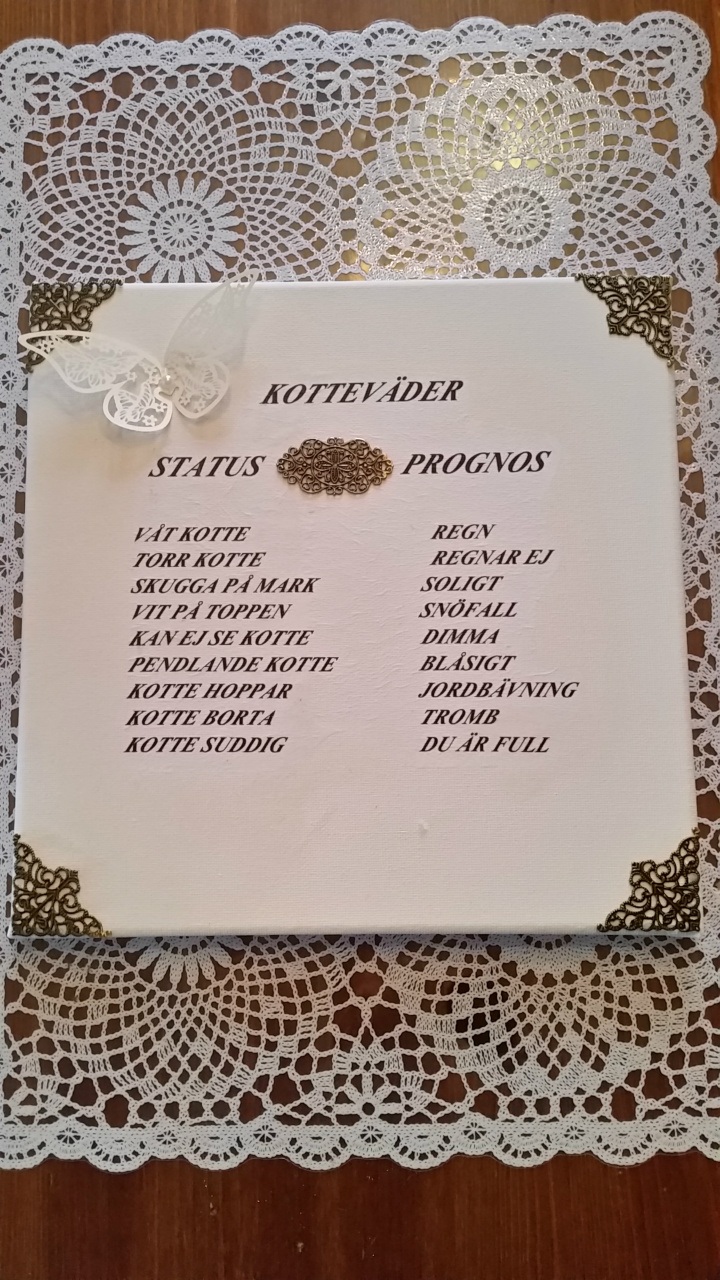 KOTTEVÄDER
STATUS PROGNOS
VÅT KOTTE REGN
TORR KOTTE REGNAR EJ
SKUGGA PÅ MARK SOLIGT
VIT PÅ TOPPEN SNÖFALL
KAN EJ SE KOTTE DIMMA
PENDLANDE KOTTE BLÅSIGT
KOTTE HOPPAR JORDBÄVNING
KOTTE BORTA TROMB
KOTTE SUDDIG DU ÄR FULL